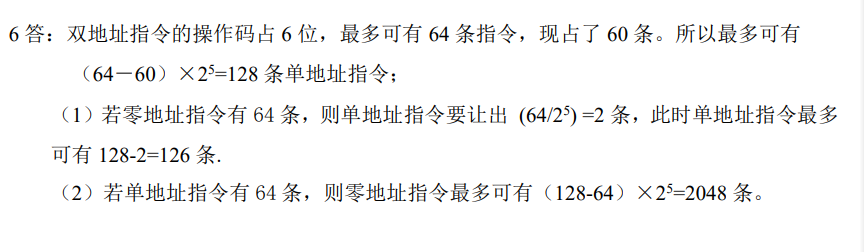 6 答：双地址指令的操作码占 6 位，最多可有 64 条指令，现占了 60 条。所以最多可有
（64－60）×2⁵=128 条单地址指令；
（1）若零地址指令有 64 条，则单地址指令要让出 (64/2⁵) =2 条，此时单地址指令最多
可有 128-2=126 条.
（2）若单地址指令有 64 条，则零地址指令最多可有（128-64）×2⁵=2048 条。